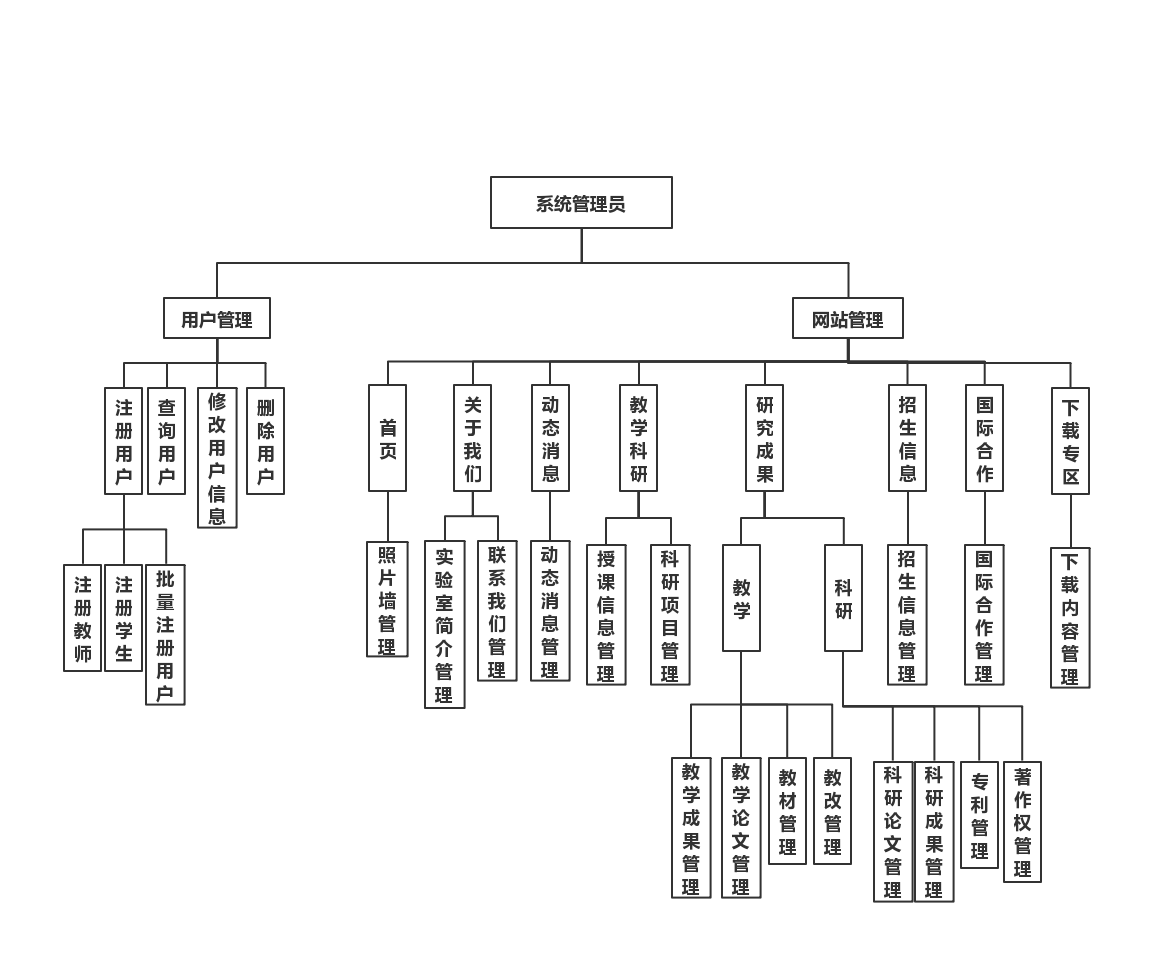 系统管理员
用户管理
网站管理
注册用户
查询用户
修改用户信息
删除用户
首页
关于我们
动态消息
教学科研
研究成果
招生信息
国际合作
下载专区
注册教师
注册学生
批量注册用户
照片墙管理
实验室简介管理
联系我们管理
动态消息管理
授课信息管理
科研项目管理
教学
科研
招生信息管理
国际合作管理
下载内容管理
教学成果管理
教学论文管理
教材管理
教改管理
科研论文管理
科研成果管理
专利管理
著作权管理